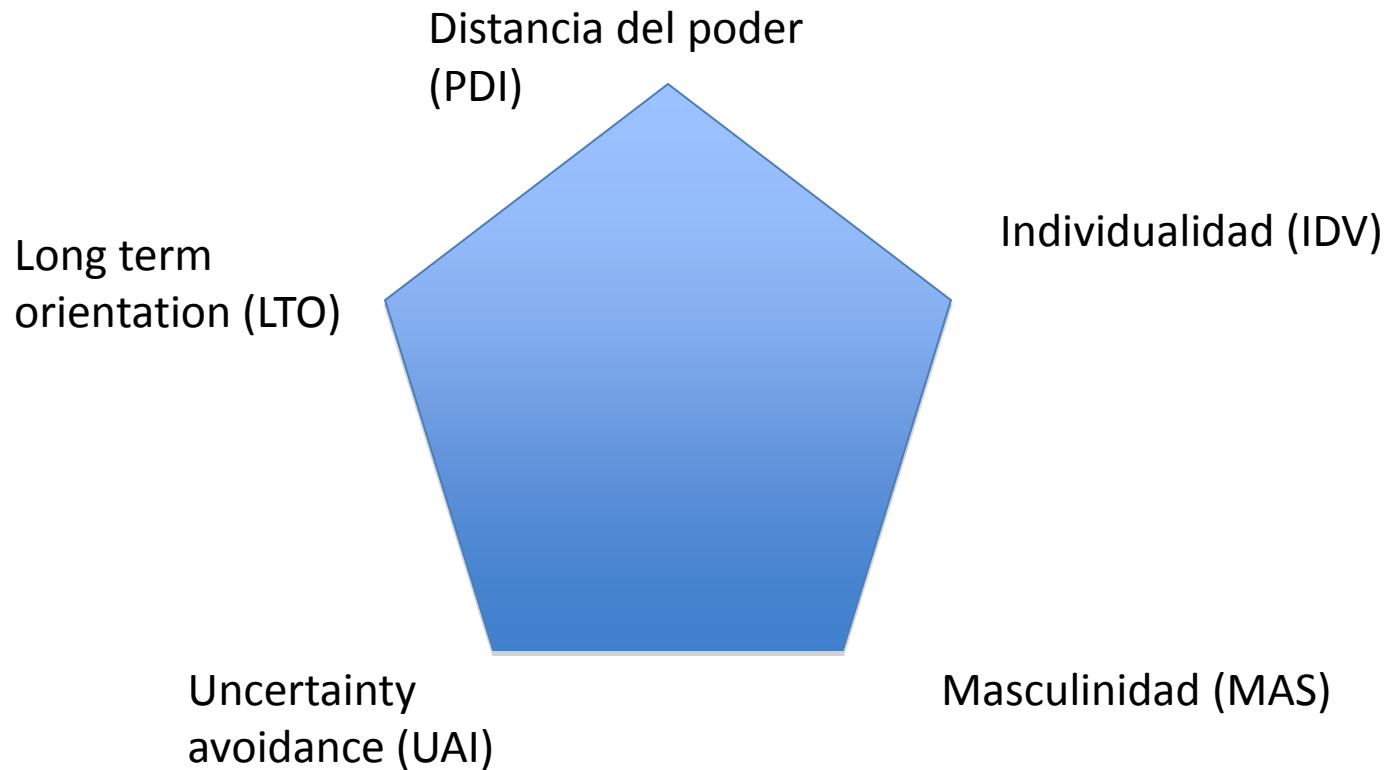 Distancia del poder
(PDI)
Individualidad (IDV)
Long term
orientation (LTO)
Uncertainty
avoidance (UAI)
Masculinidad (MAS)